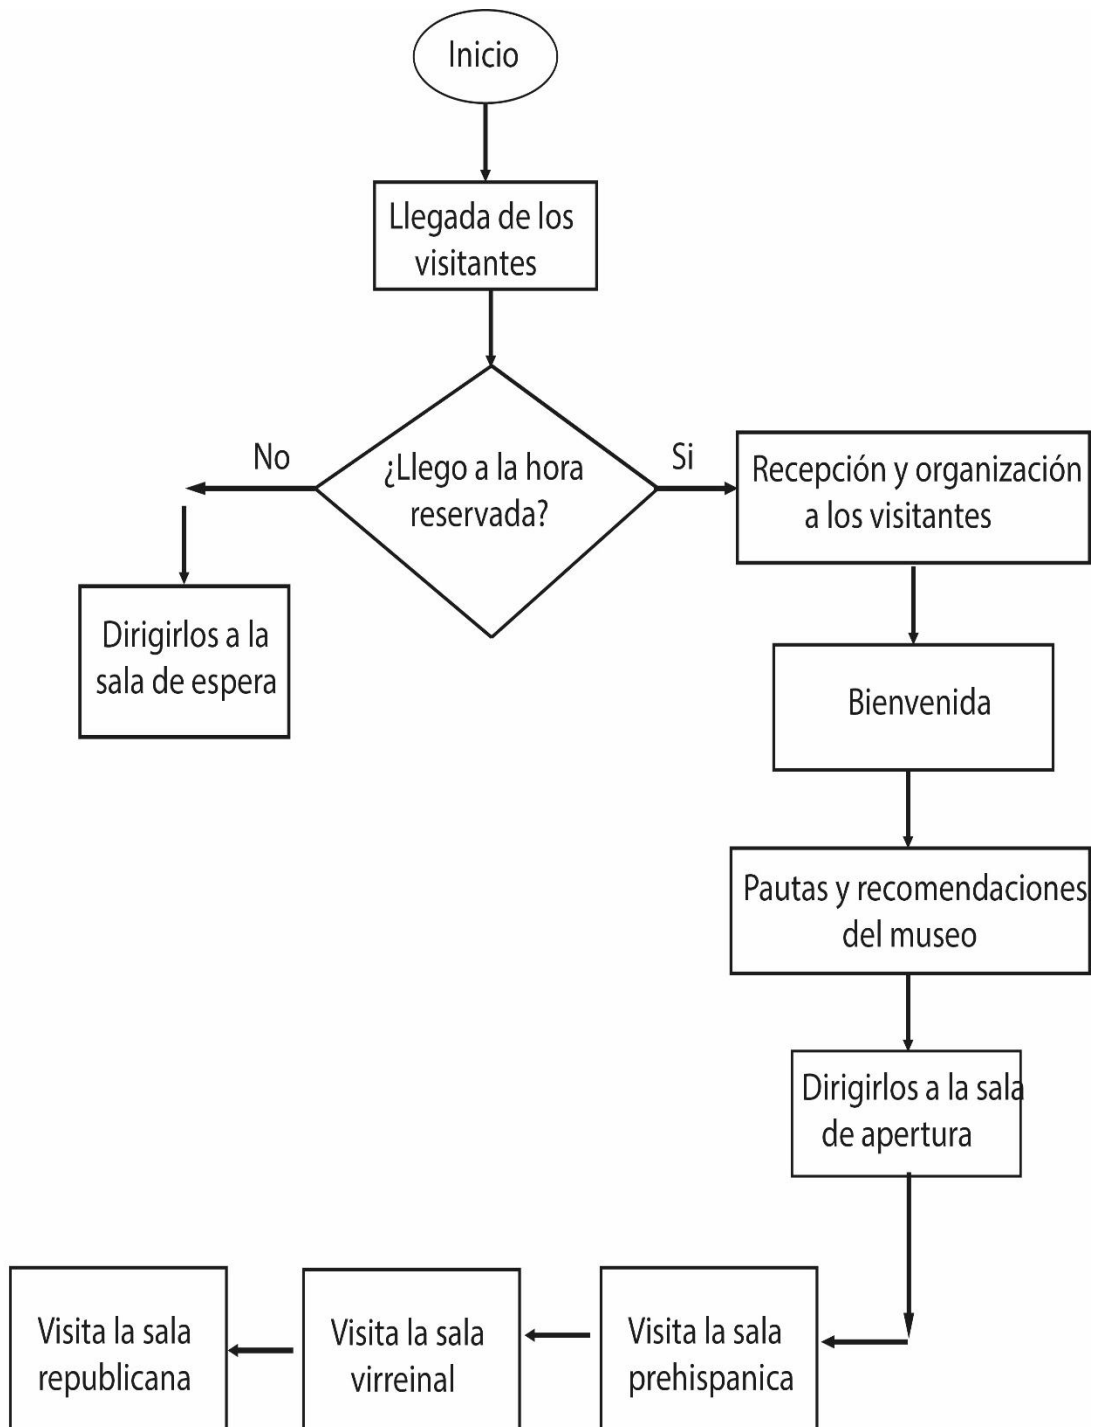 Inicio
Llegada de los
visitantes
No
¿Llego a la hora
reservada?
Si
Recepción y organización
a los visitantes
Dirigirlos a la
sala de espera
Bienvenida
Pautas y recomendaciones
del museo
Dirigirlos a la sala
de apertura
Visita la sala
republicana
Visita la sala
virreinal
Visita la sala
prehispanica